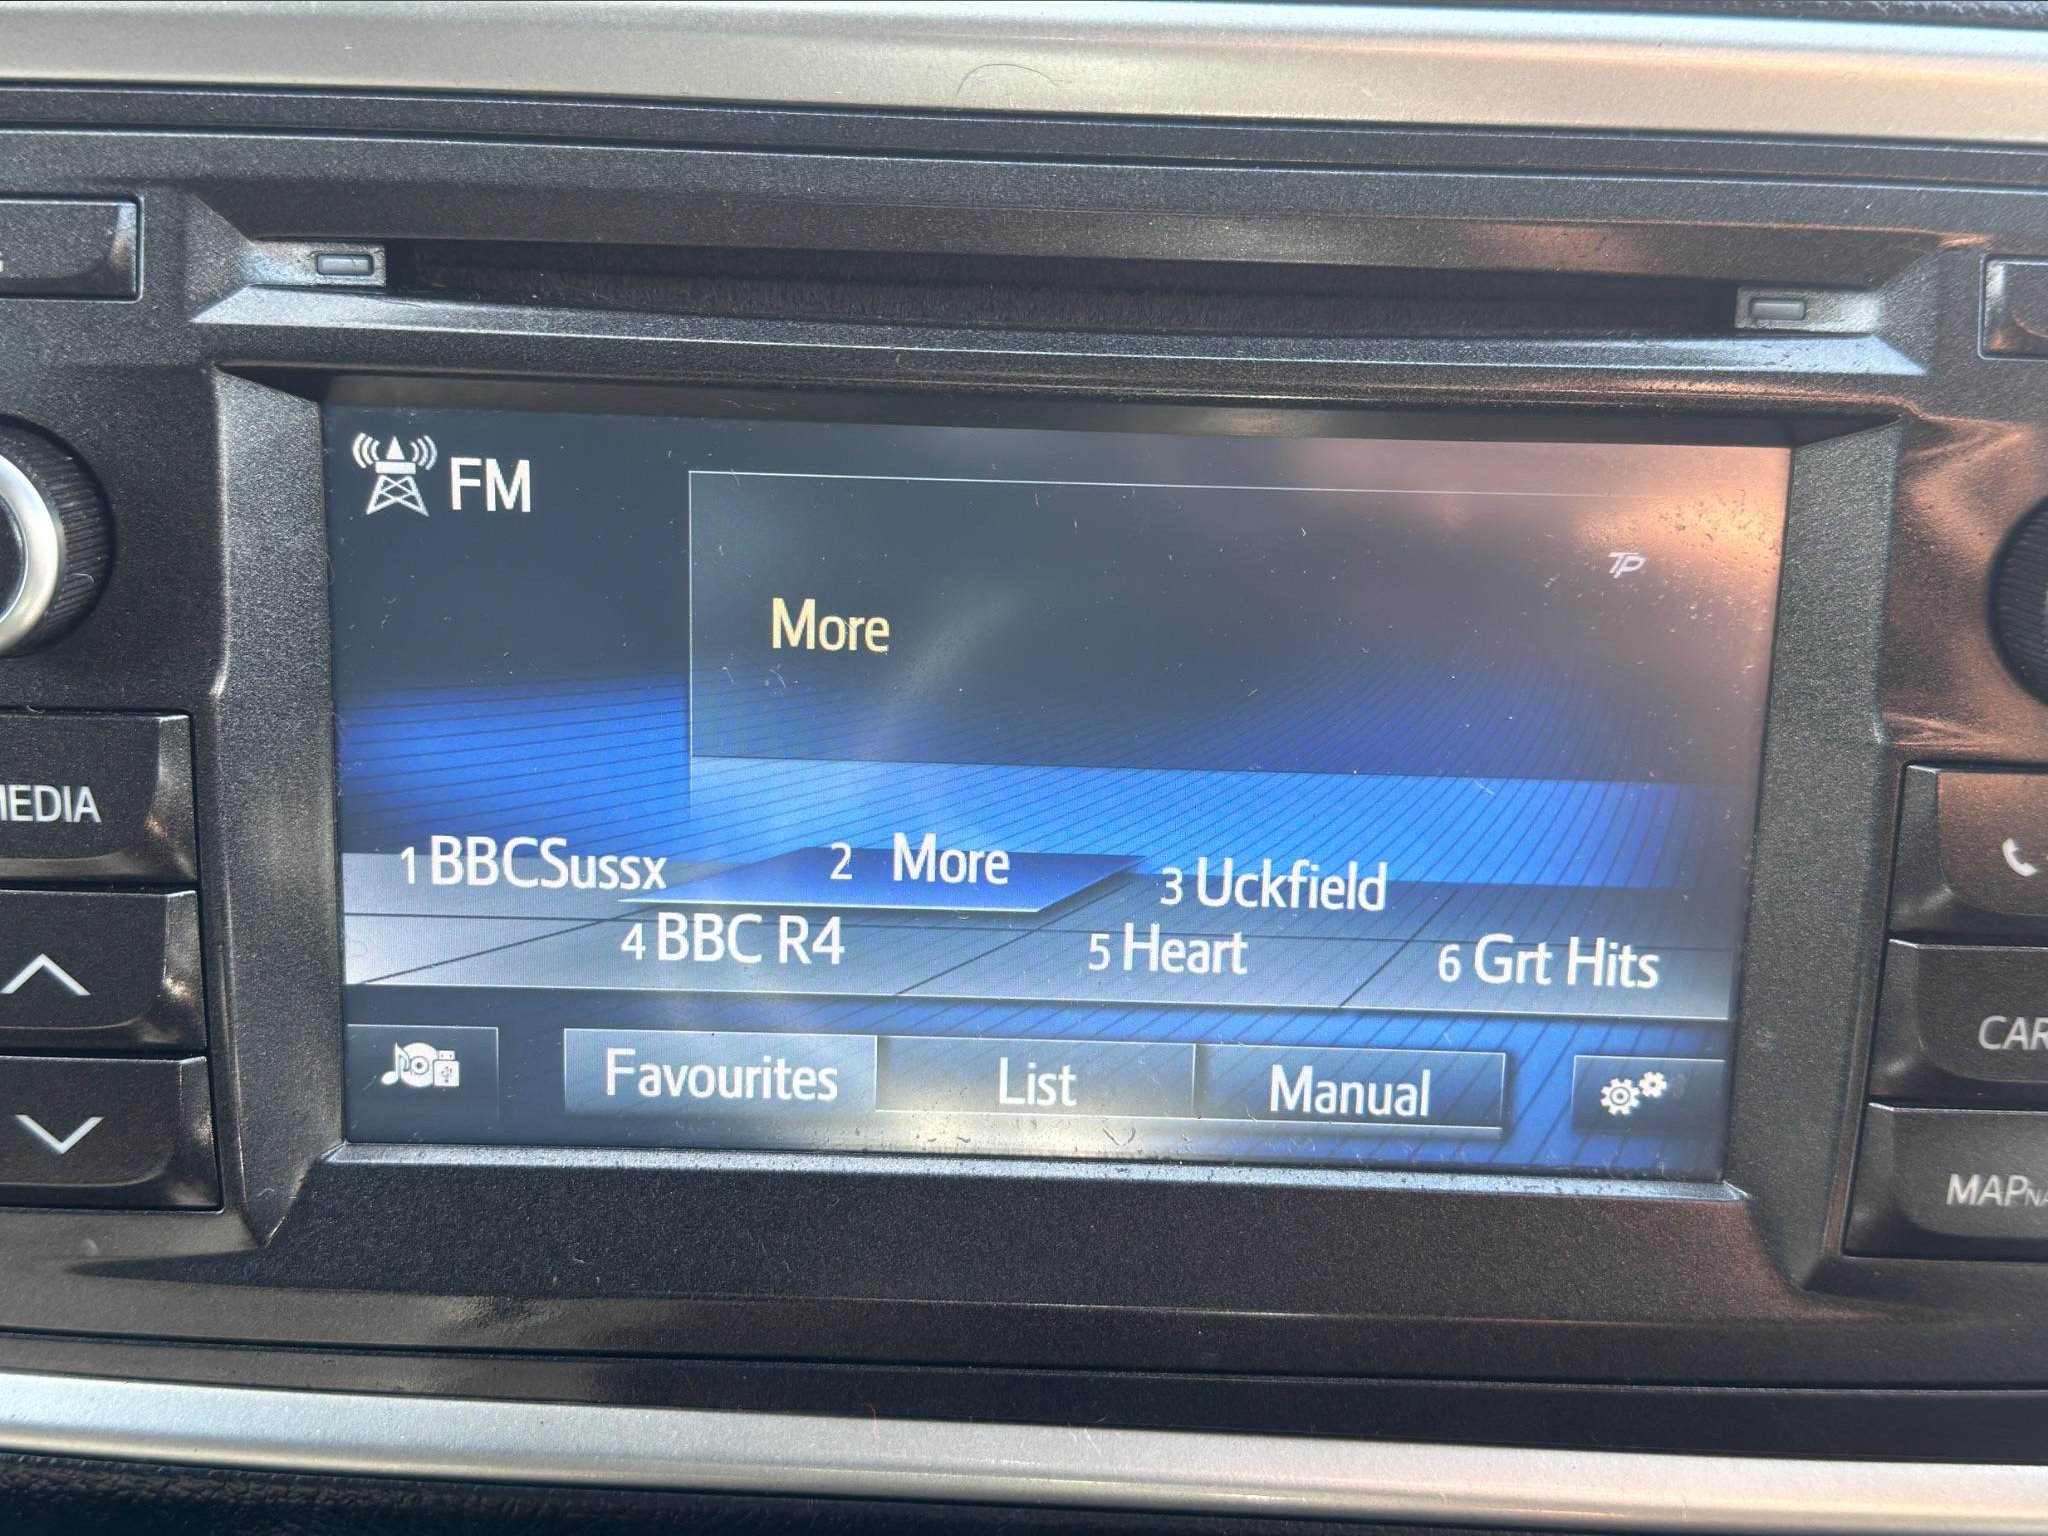 FM
TP
More
MEDIA
1 BBCSussx 2 More 3 Uckfield
4 BBC R4 5 Heart 6 Grt Hits
Favourites List Manual
CAR
MAP